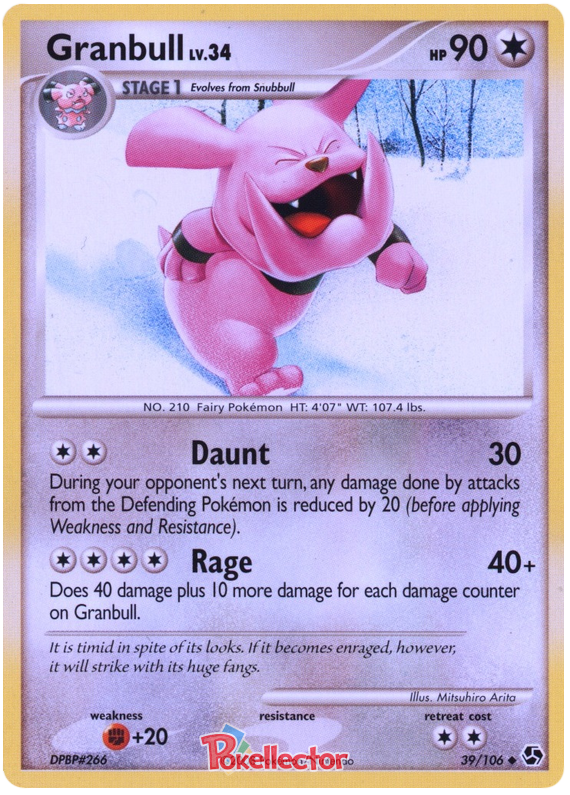 Granbull LV.34 HP 90
STAGE 1 Evolves from Snubbull
NO. 210 Fairy Pokémon HT: 4'07" WT: 107.4 lbs.
Daunt 30
During your opponent's next turn, any damage done by attacks
from the Defending Pokémon is reduced by 20 (before applying
Weakness and Resistance).
Rage 40+
Does 40 damage plus 10 more damage for each damage counter
on Granbull.
It is timid in spite of its looks. If it becomes enraged, however,
it will strike with its huge fangs.
Illus. Mitsuhiro Arita
weakness resistance retreat cost
+20
DPBP#266 Pokellector 39/106